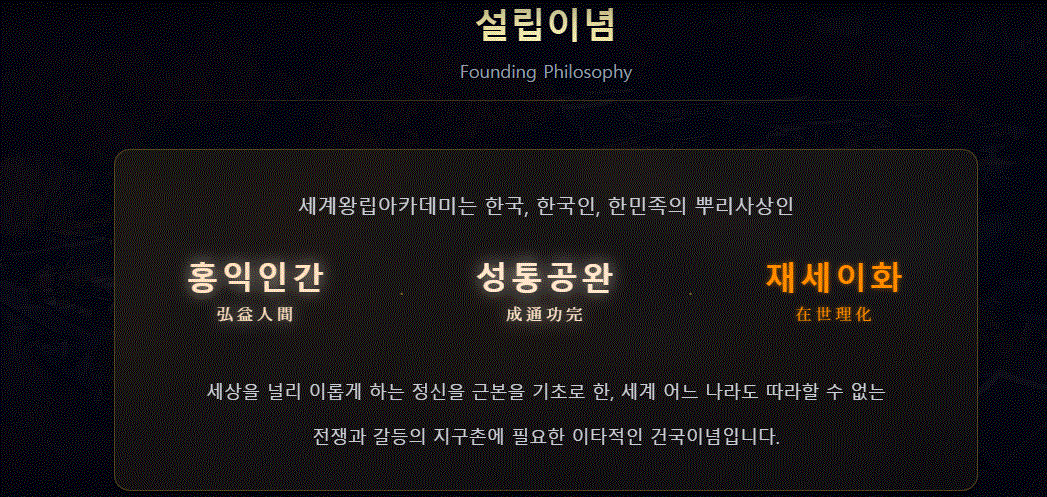 설립이념
Founding Philosophy
세계왕립아카데미는 한국, 한국인, 한민족의 뿌리사상인
홍익인간 · 성통공완 · 재세이화
弘益人間 成通功完 在世理化
세상을 널리 이롭게 하는 정신을 근본을 기초로 한, 세계 어느 나라도 따라할 수 없는
전쟁과 갈등의 지구촌에 필요한 이타적인 건국이념입니다.